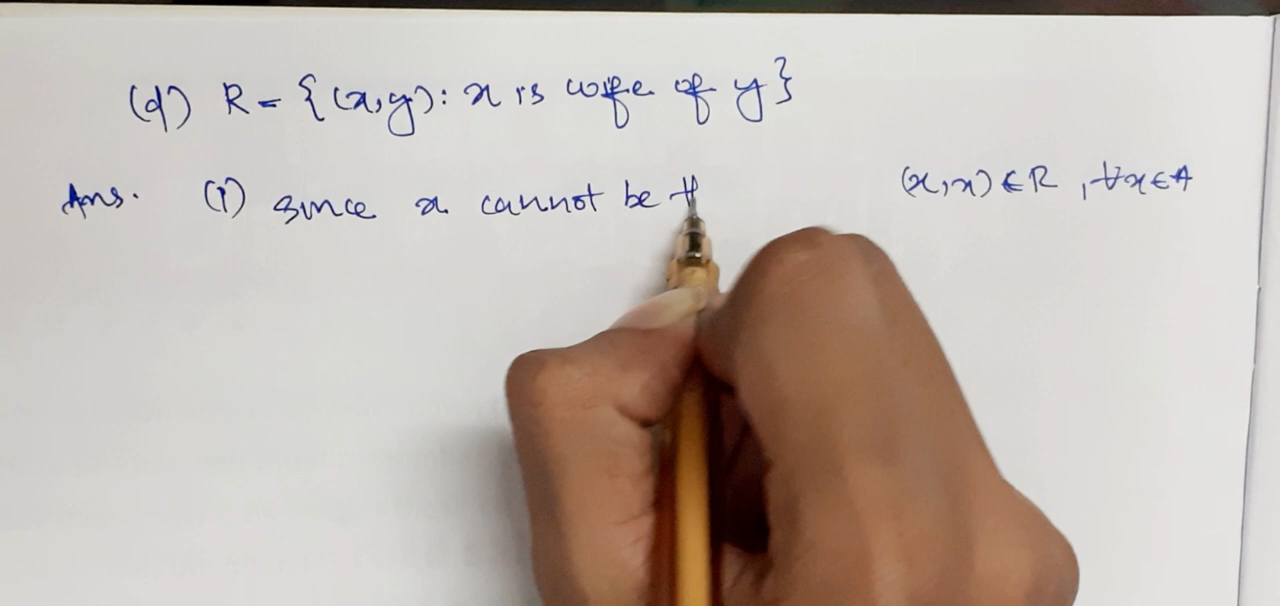 (d) R = {(x,y): x is wife of y}
Ans. (i) since x cannot be (x,x) ∈ R , ∀x∈A